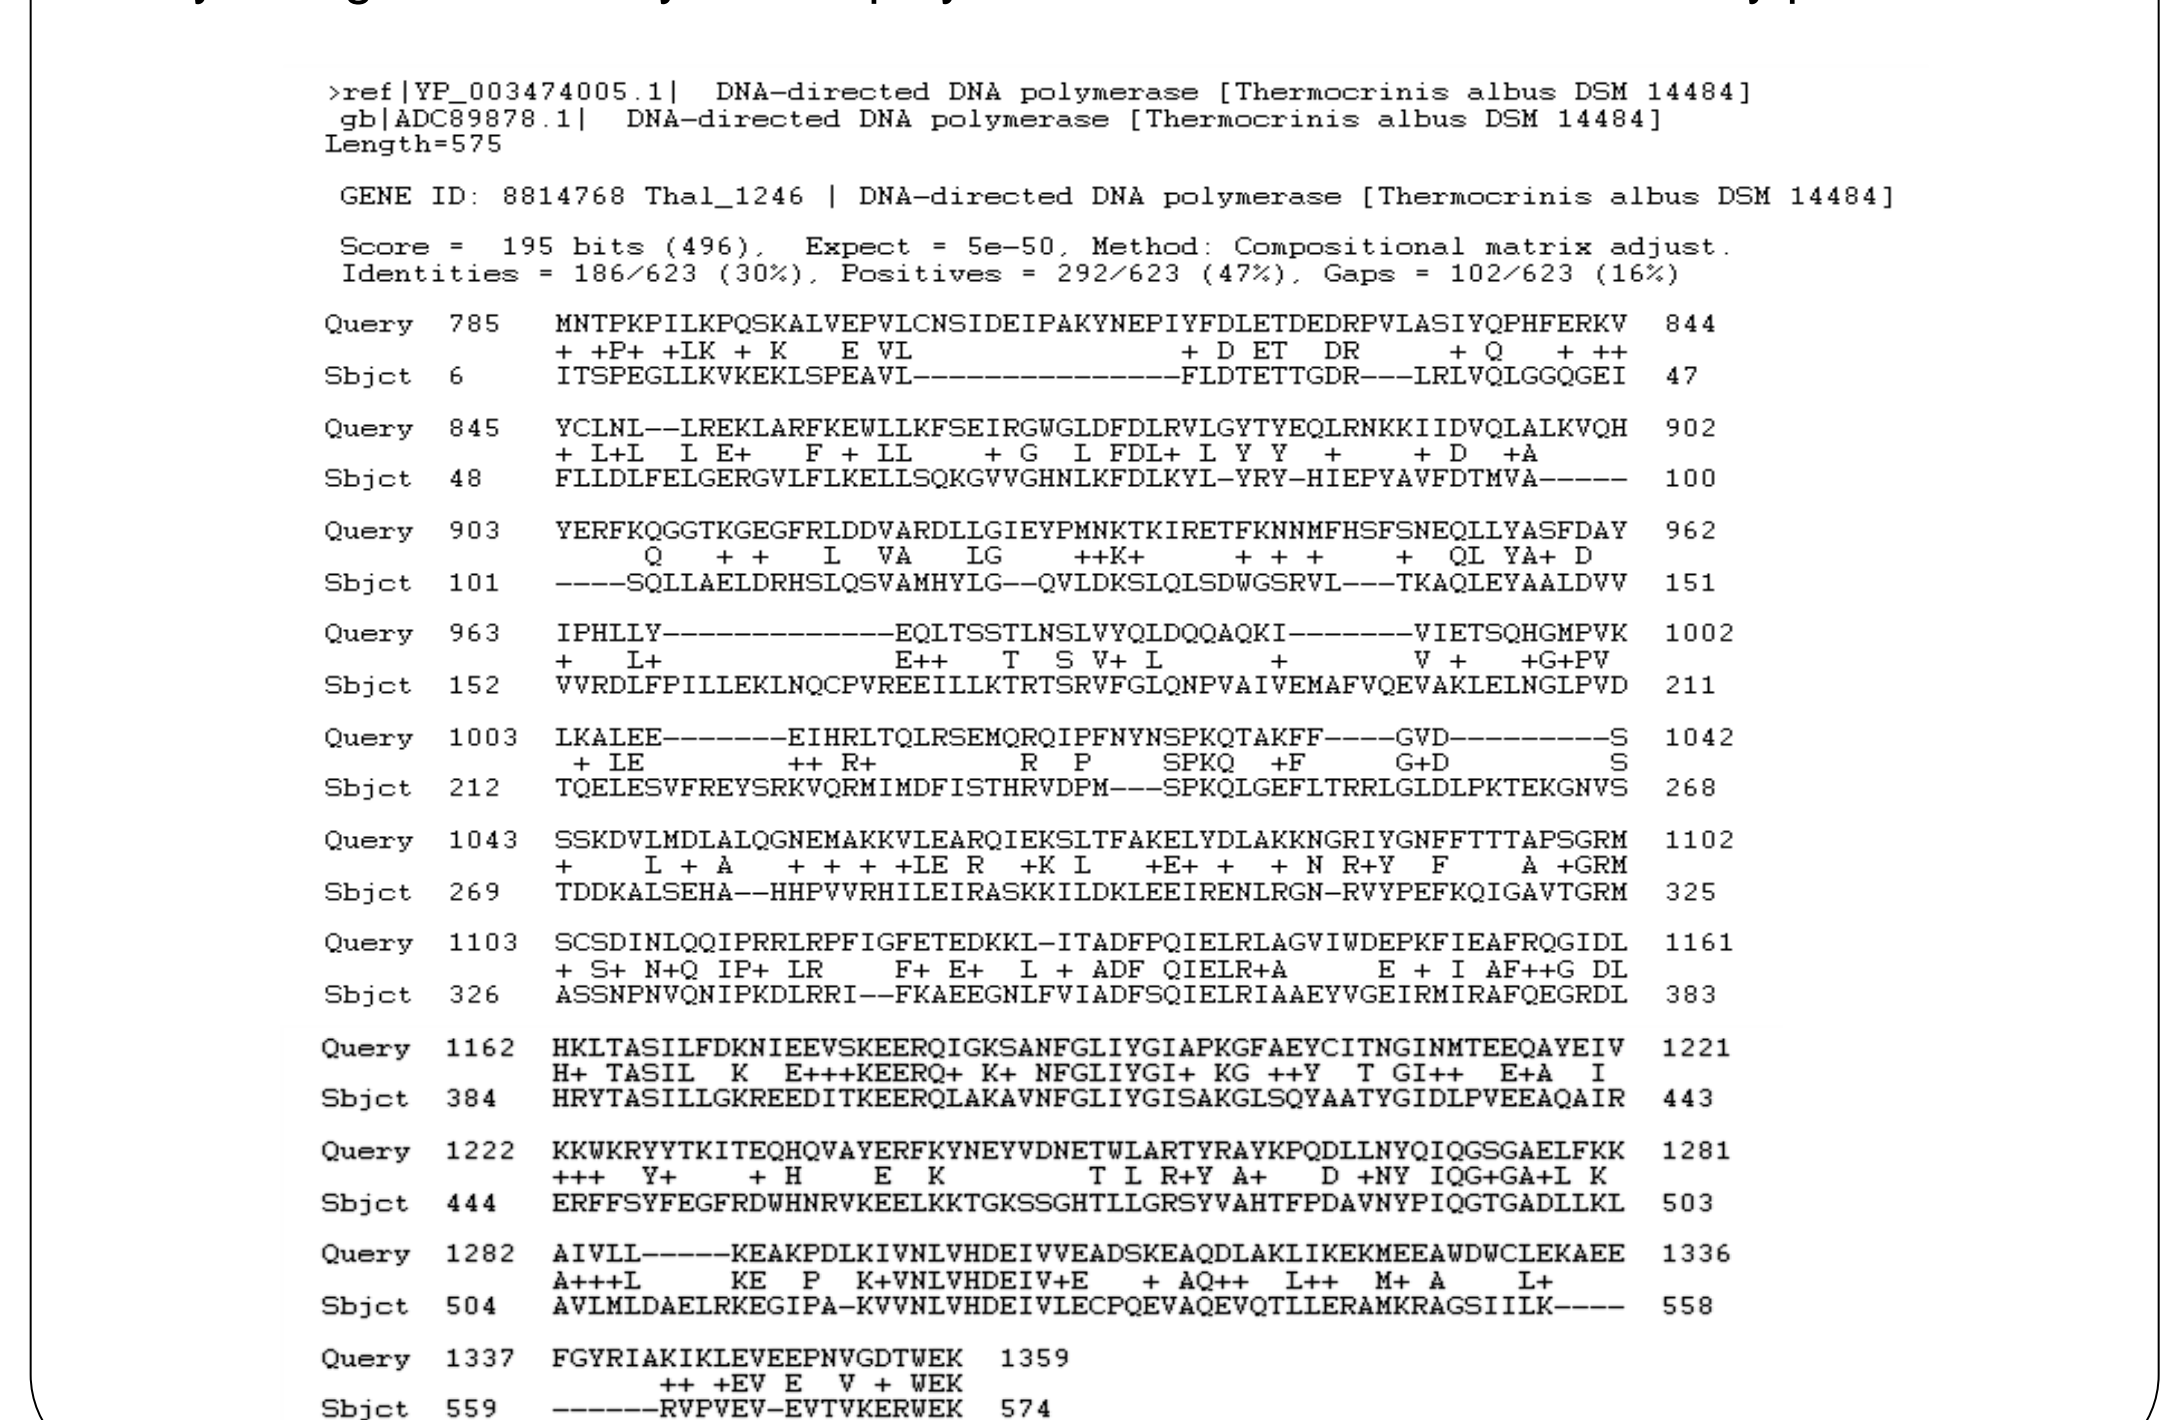 >ref|YP_003474005.1|  DNA-directed DNA polymerase [Thermocrinis albus DSM 14484]
gb|ADC89878.1|  DNA-directed DNA polymerase [Thermocrinis albus DSM 14484]
Length=575
GENE ID: 8814768 Thal_1246 | DNA-directed DNA polymerase [Thermocrinis albus DSM 14484]
Score =  195 bits (496),  Expect = 5e-50, Method: Compositional matrix adjust.
Identities = 186/623 (30%), Positives = 292/623 (47%), Gaps = 102/623 (16%)
Query  785   MNTPKPILKPQSKALVEPVLCNSIDEIPAKYNEPIYFDLETDEDRPVLASIYQPHFERKV  844
             + +P+ +LK + K   E VL               + D ET  DR     + Q   + ++
Sbjct  6     ITSPEGLLKVKEKLSPEAVL---------------FLDTETTGDR---LRLVQLGGQGEI  47
Query  845   YCLNL--LREKLARFKEWLLKFSEIRGWGLDFDLRVLGYTYEQLRNKKIIDVQLALKVQH  902
             + L+L  L E+   F + LL    + G  L FDL+ L Y Y  +    + D  +A
Sbjct  48    FLLDLFELGERGVLFLKELLSQKGVVGHNLKFDLKYL-YRY-HIEPYAVFDTMVA-----  100
Query  903   YERFKQGGTKGEGFRLDDVARDLLGIEYPMNKTKIRETFKNNMFHSFSNEQLLYASFDAY  962
                  Q   + +   L  VA   LG    ++K+     + + +    +  QL YA+ D
Sbjct  101   ----SQLLAELDRHSLQSVAMHYLG--QVLDKSLQLSDWGSRVL---TKAQLEYAALDVV  151
Query  963   IPHLLY-------------EQLTSSTLNSLVYQLDQQAQKI-------VIETSQHGMPVK  1002
             +   L+             E++   T  S V+ L      +       V +   +G+PV
Sbjct  152   VVRDLFPILLEKLNQCPVREEILLKTRTSRVFGLQNPVAIVEMAFVQEVAKLELNGLPVD  211
Query  1003  LKALEE-------EIHRLTQLRSEMQRQIPFNYNSPKQTAKFF----GVD---------S  1042
              + LE        ++ R+        R  P    SPKQ  +F     G+D         S
Sbjct  212   TQELESVFREYSRKVQRMIMDFISTHRVDPM---SPKQLGEFLTRRLGLDLPKTEKGNVS  268
Query  1043  SSKDVLMDLALQGNEMAKKVLEARQIEKSLTFAKELYDLAKKNGRIYGNFFTTTAPSGRM  1102
             +    L + A   + + + +LE R  +K L   +E+ +  + N R+Y  F    A +GRM
Sbjct  269   TDDKALSEHA--HHPVVRHILEIRASKKILDKLEEIRENLRGN-RVYPEFKQIGAVTGRM  325
Query  1103  SCSDINLQQIPRRLRPFIGFETEDKKL-ITADFPQIELRLAGVIWDEPKFIEAFRQGIDL  1161
             + S+ N+Q IP+ LR    F+ E+  L + ADF QIELR+A     E + I AF++G DL
Sbjct  326   ASSNPNVQNIPKDLRRI--FKAEEGNLFVIADFSQIELRIAAEYVGEIRMIRAFQEGRDL  383
Query  1162  HKLTASILFDKNIEEVSKEERQIGKSANFGLIYGIAPKGFAEYCITNGINMTEEQAYEIV  1221
             H+ TASIL  K  E+++KEERQ+ K+ NFGLIYGI+ KG ++Y  T GI++  E+A  I
Sbjct  384   HRYTASILLGKREEDITKEERQLAKAVNFGLIYGISAKGLSQYAATYGIDLPVEEAQAIR  443
Query  1222  KKWKRYYTKITEQHQVAYERFKYNEYVDNETWLARTYRAYKPQDLLNYQIQGSGAELFKK  1281
             +++  Y+    + H    E  K        T L R+Y A+   D +NY IQG+GA+L K
Sbjct  444   ERFFSYFEGFRDWHNRVKEELKKTGKSSGHTLLGRSYVAHTFPDAVNYPIQGTGADLLKL  503
Query  1282  AIVLL-----KEAKPDLKIVNLVHDEIVVEADSKEAQDLAKLIKEKMEEAWDWCLEKAEE  1336
             A+++L     KE  P  K+VNLVHDEIV+E   + AQ++  L++  M+ A    L+
Sbjct  504   AVLMLDAELRKEGIPA-KVVNLVHDEIVLECPQEVAQEVQTLLERAMKRAGSIILK----  558
Query  1337  FGYRIAKIKLEVEEPNVGDTWEK  1359
                   ++ +EV E  V + WEK
Sbjct  559   ------RVPVEV-EVTVKERWEK  574